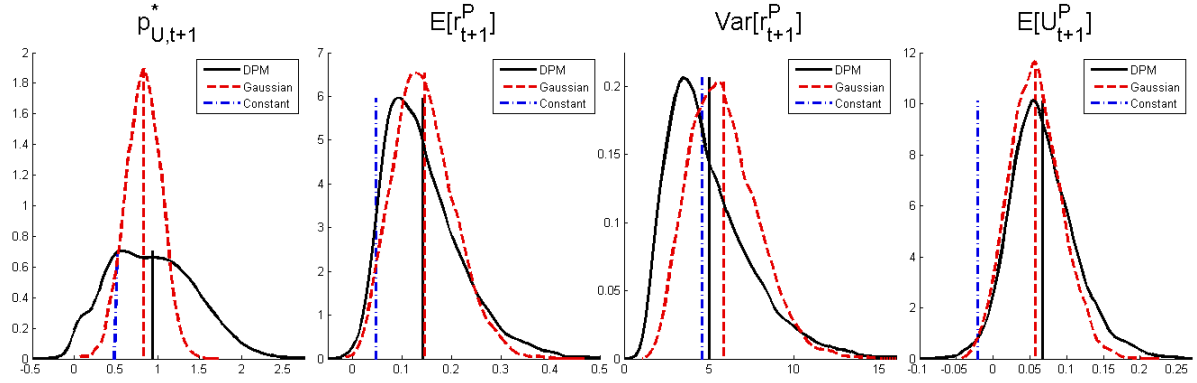 p*U,t+1
E[rPt+1]
Var[rPt+1]
E[UPt+1]
DPM
Gaussian
Constant
2
1.8
1.6
1.4
1.2
1
0.8
0.6
0.4
0.2
0
-0.5 0 0.5 1 1.5 2 2.5
DPM
Gaussian
Constant
7
6
5
4
3
2
1
0
0 0.1 0.2 0.3 0.4 0.5
DPM
Gaussian
Constant
0.2
0.15
0.1
0.05
0
0 5 10 15
DPM
Gaussian
Constant
12
10
8
6
4
2
0
-0.1 -0.05 0 0.05 0.1 0.15 0.2 0.25